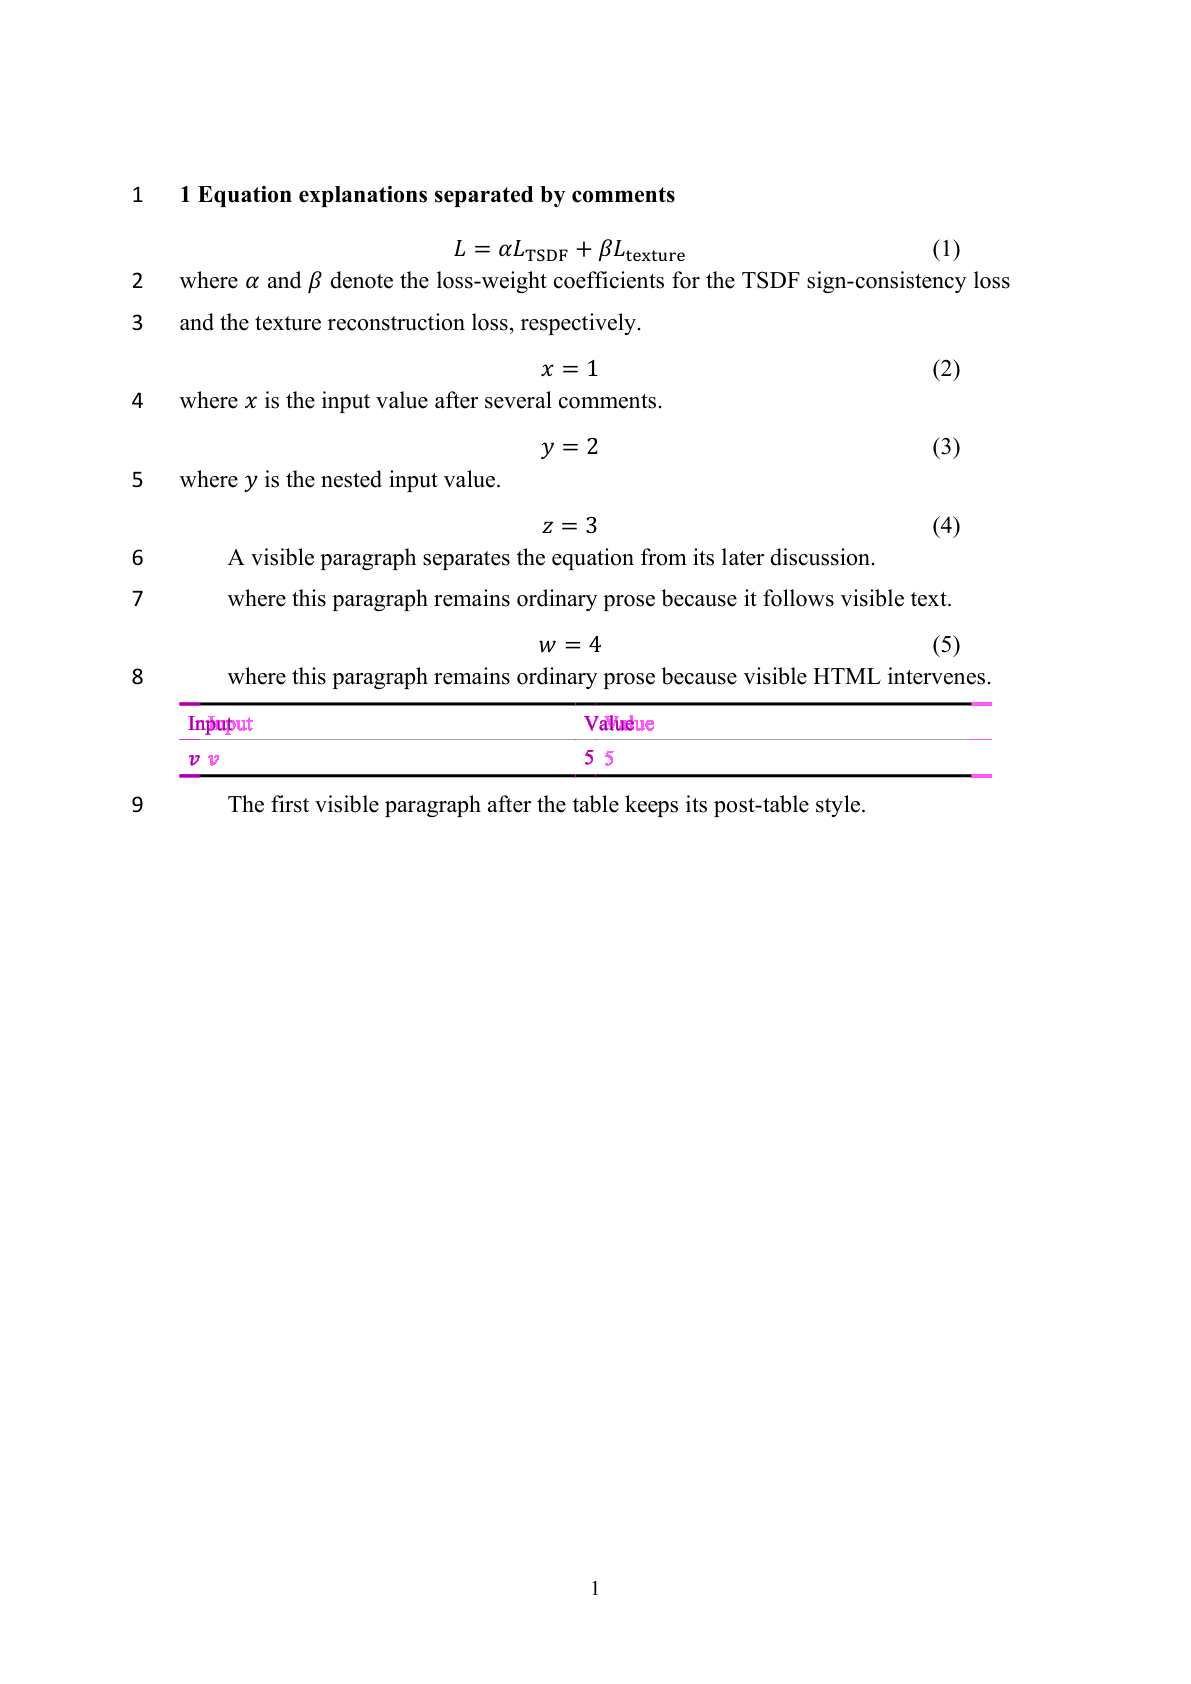 1 1 Equation explanations separated by comments
L = αL_TSDF + βL_texture (1)
2 where α and β denote the loss-weight coefficients for the TSDF sign-consistency loss
3 and the texture reconstruction loss, respectively.
x = 1 (2)
4 where x is the input value after several comments.
y = 2 (3)
5 where y is the nested input value.
z = 3 (4)
6 A visible paragraph separates the equation from its later discussion.
7 where this paragraph remains ordinary prose because it follows visible text.
w = 4 (5)
8 where this paragraph remains ordinary prose because visible HTML intervenes.
Input Input Value Value
v v 5 5
9 The first visible paragraph after the table keeps its post-table style.
1